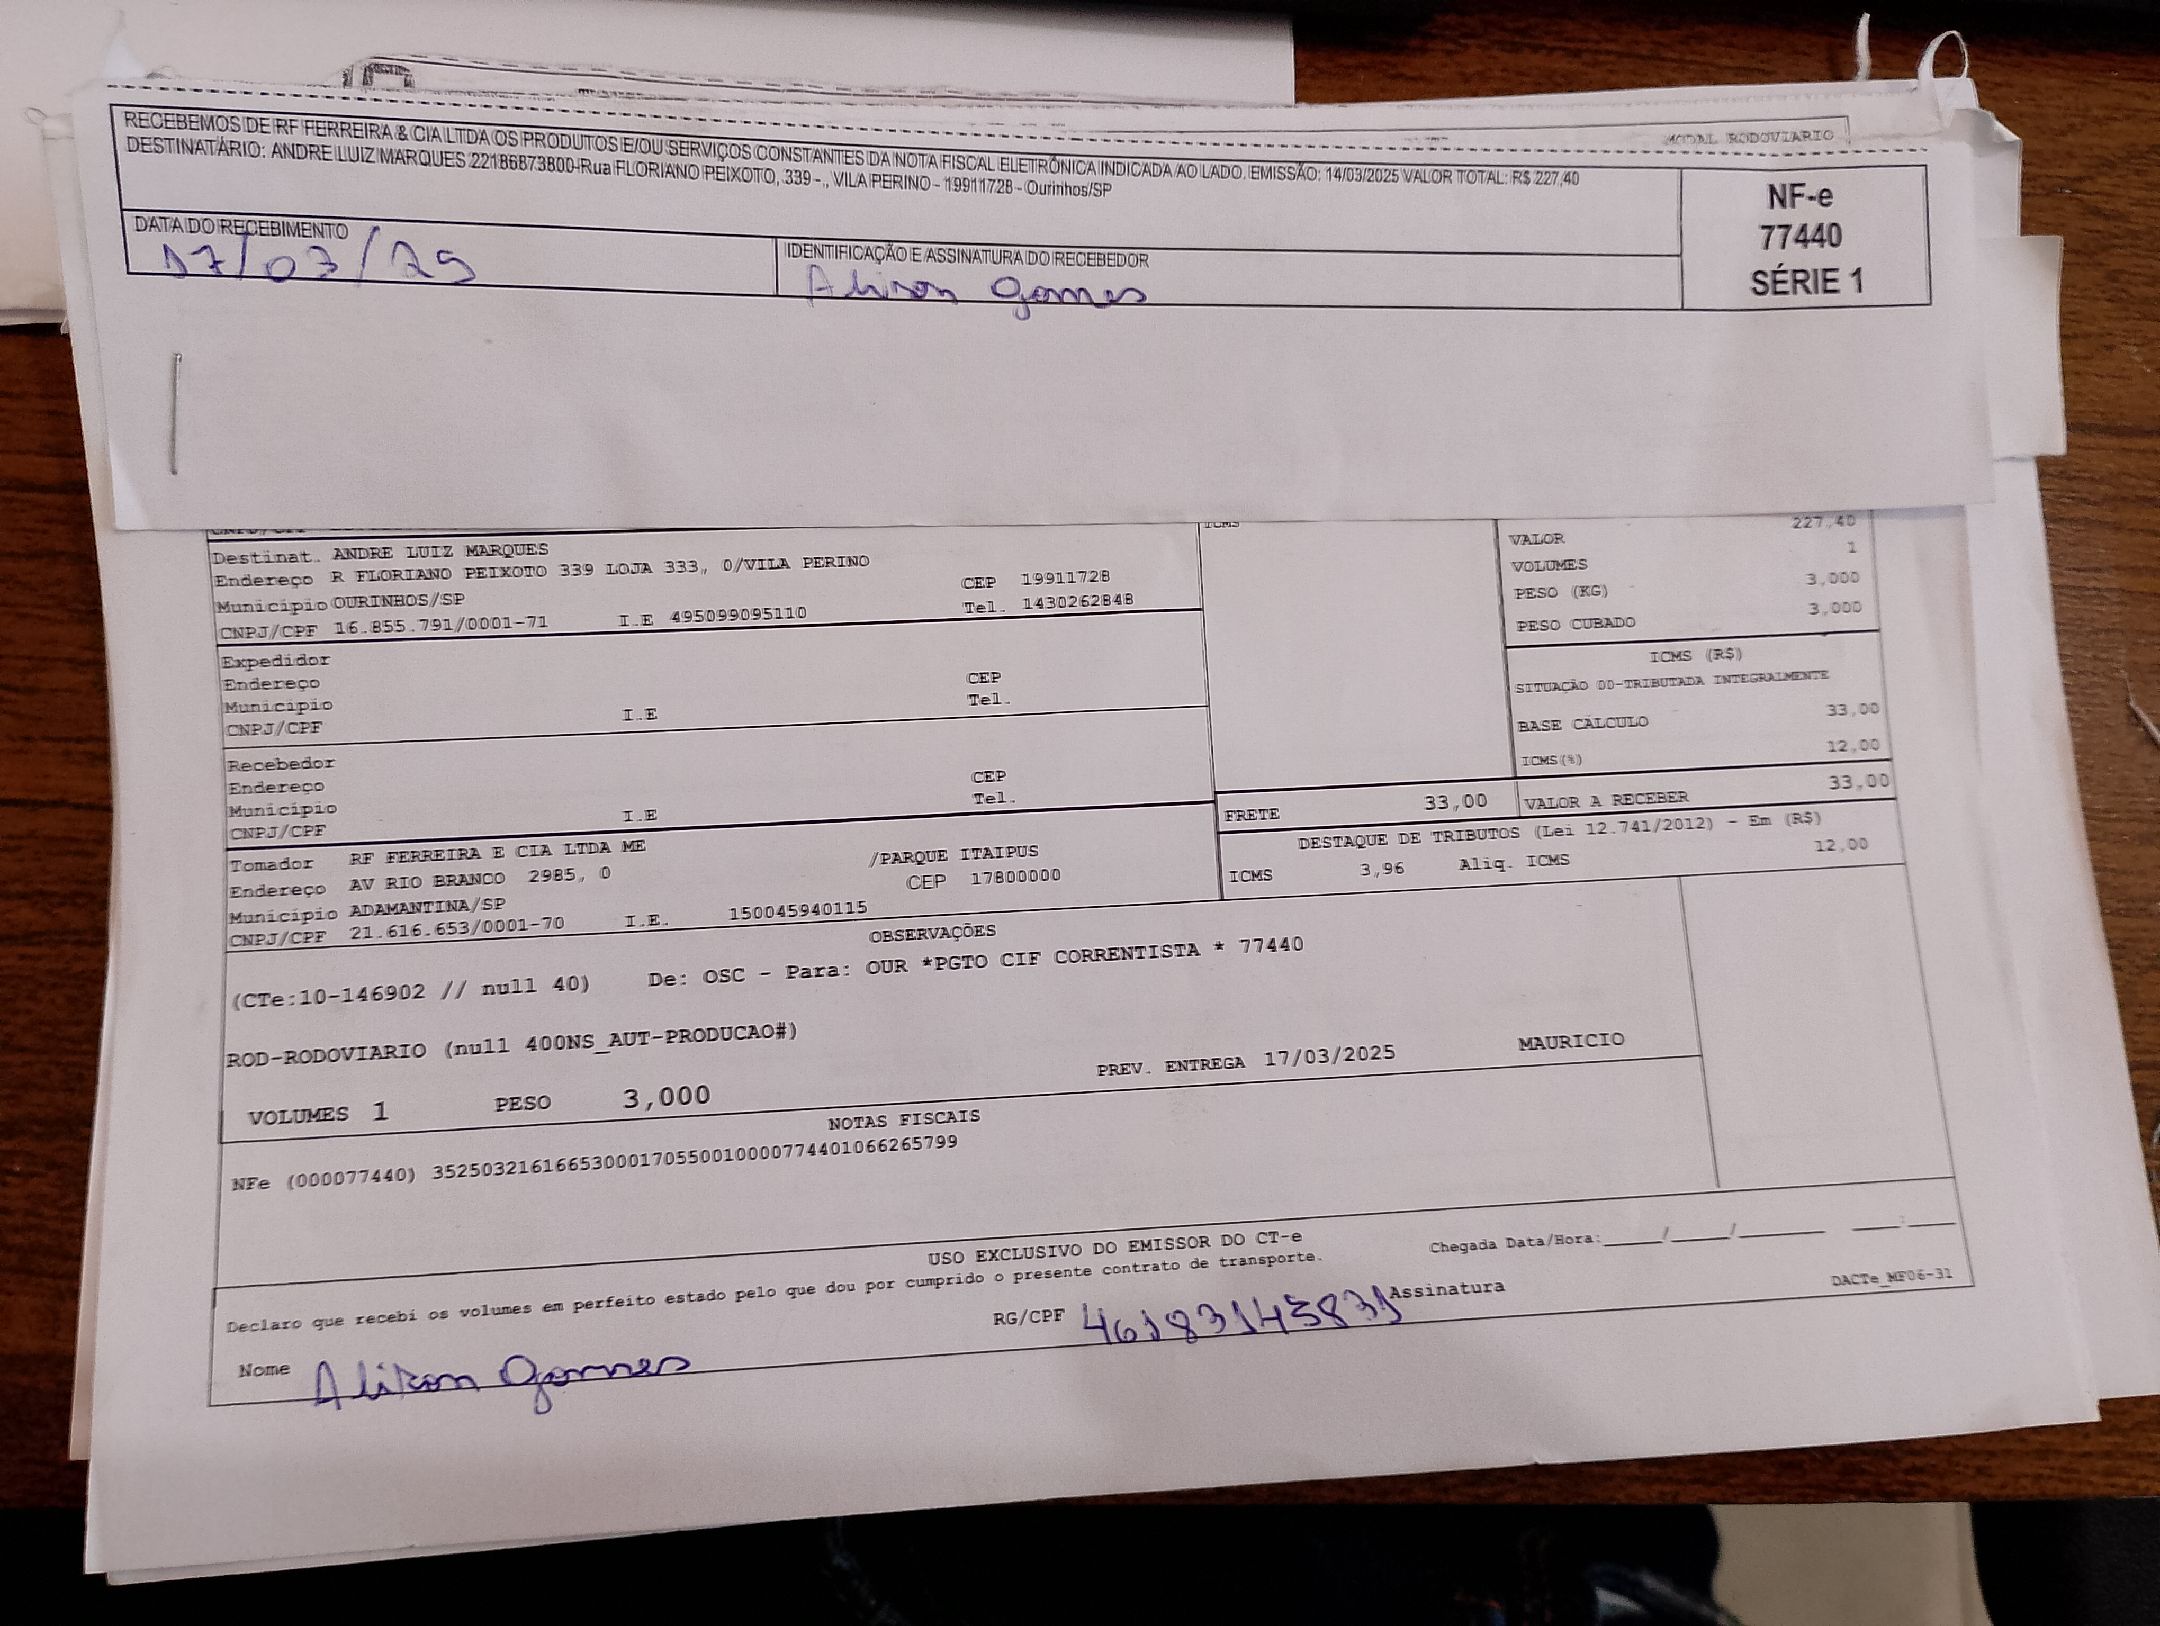 MODAL RODOVIARIO
RECEBEMOS DE RF FERREIRA & CIA LTDA OS PRODUTOS E/OU SERVIÇOS CONSTANTES DA NOTA FISCAL ELETRÔNICA INDICADA AO LADO. EMISSÃO: 14/03/2025 VALOR TOTAL: R$ 227,40
DESTINATÁRIO: ANDRE LUIZ MARQUES 22186873800-Rua FLORIANO PEIXOTO, 339 - , VILA PERINO - 19911728 - Ourinhos/SP
NF-e
77440
SÉRIE 1
DATA DO RECEBIMENTO
17/03/25
IDENTIFICAÇÃO E ASSINATURA DO RECEBEDOR
Alison Gomes
CNPJ/CPF
ICMS
Destinat. ANDRE LUIZ MARQUES
Endereço R FLORIANO PEIXOTO 339 LOJA 333, 0/VILA PERINO
Município OURINHOS/SP CEP 19911728
CNPJ/CPF 16.855.791/0001-71 I.E 495099095110 Tel. 1430262848
VALOR 227,40
VOLUMES 1
PESO (KG) 3,000
PESO CUBADO 3,000
Expedidor
Endereço
Município CEP
CNPJ/CPF I.E Tel.
ICMS (R$)
SITUAÇÃO 00-TRIBUTADA INTEGRALMENTE
BASE CÁLCULO 33,00
ICMS(%) 12,00
Recebedor
Endereço
Município CEP
CNPJ/CPF I.E Tel.
FRETE 33,00 VALOR A RECEBER 33,00
DESTAQUE DE TRIBUTOS (Lei 12.741/2012) - Em (R$)
ICMS 3,96 Aliq. ICMS 12,00
Tomador RF FERREIRA E CIA LTDA ME
Endereço AV RIO BRANCO 2985, 0 /PARQUE ITAIPUS
Município ADAMANTINA/SP CEP 17800000
CNPJ/CPF 21.616.653/0001-70 I.E. 150045940115
OBSERVAÇÕES
(CTe:10-146902 // null 40) De: OSC - Para: OUR *PGTO CIF CORRENTISTA * 77440
ROD-RODOVIARIO (null 400NS_AUT-PRODUCAO#)
VOLUMES 1 PESO 3,000 PREV. ENTREGA 17/03/2025 MAURICIO
NOTAS FISCAIS
NFe (000077440) 35250321616653000170550010000774401066265799
USO EXCLUSIVO DO EMISSOR DO CT-e
Declaro que recebi os volumes em perfeito estado pelo que dou por cumprido o presente contrato de transporte.
Chegada Data/Hora:_____/_____/_______ ____:____
Nome Alison Gomes RG/CPF 46183145831 Assinatura
DACTe_MF06-31